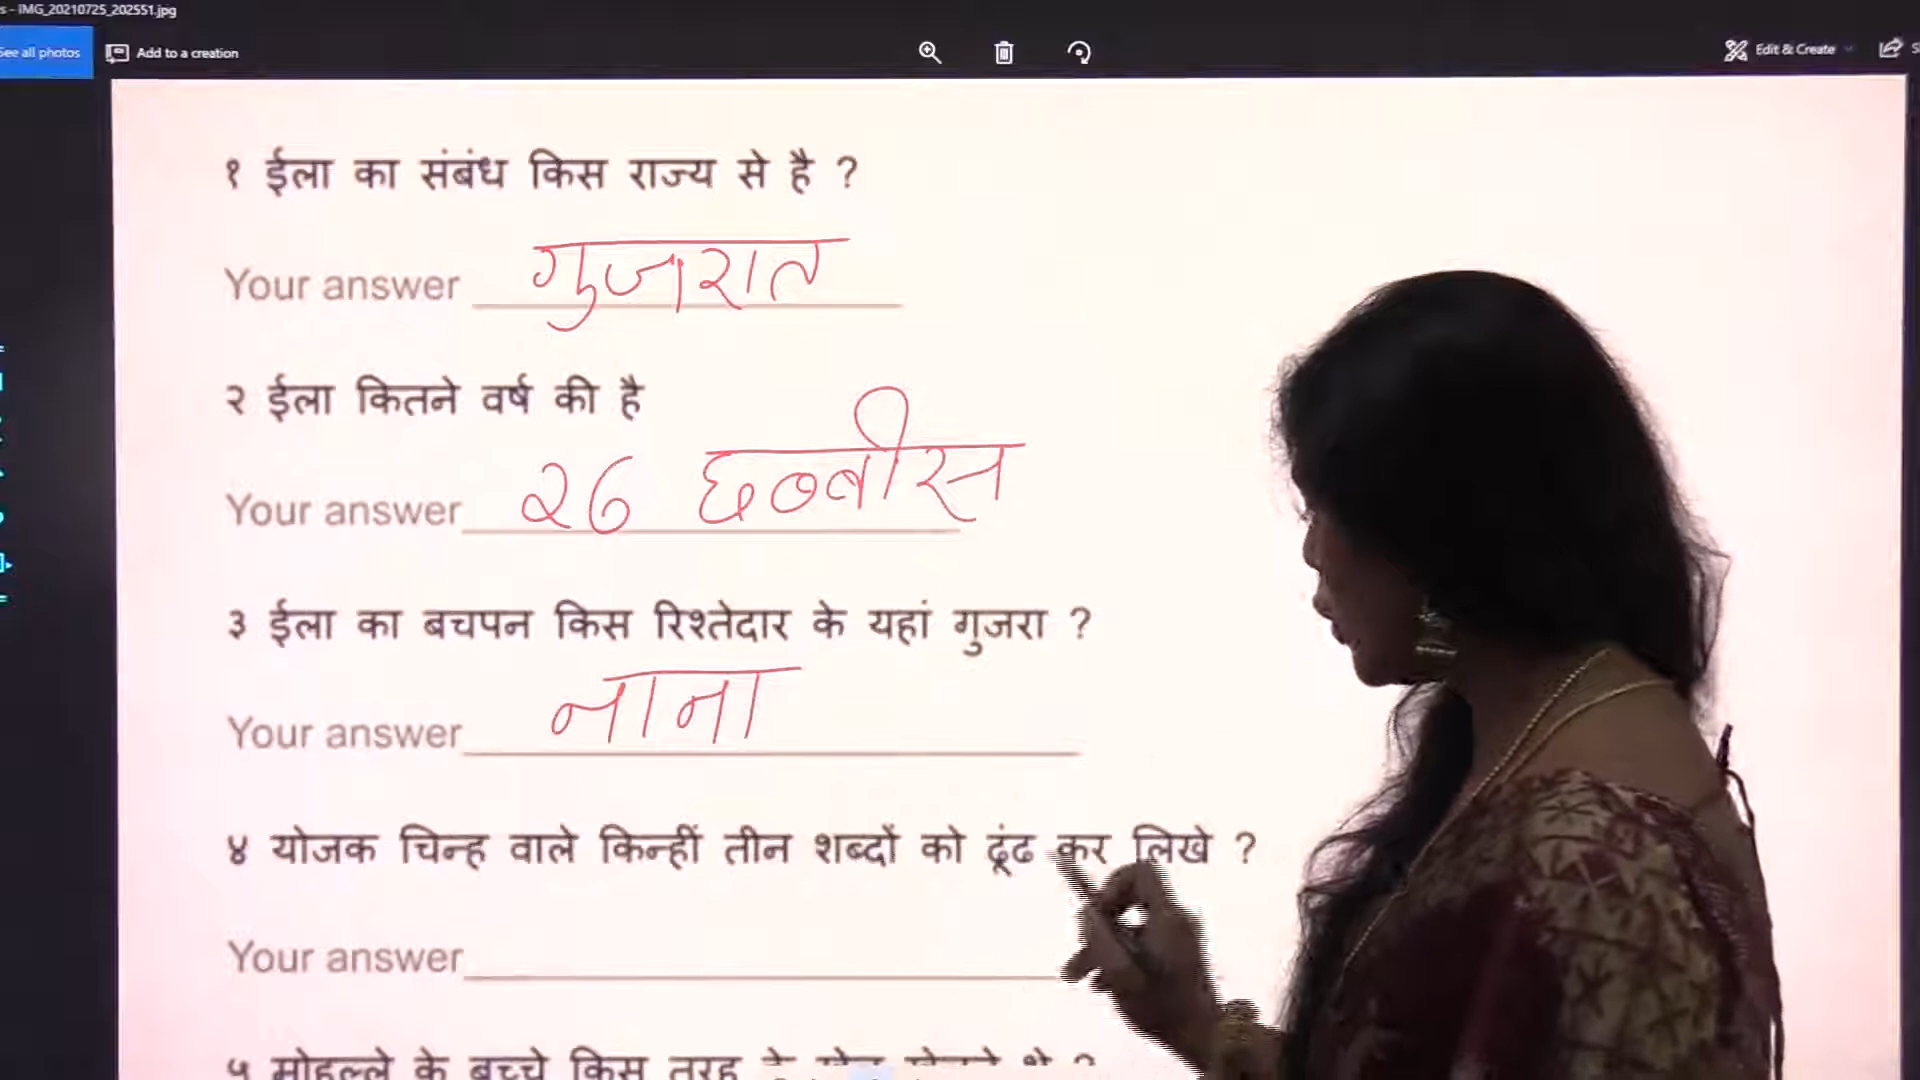 IMG_20210725_202551.jpg
See all photos Add to a creation Edit & Create
१ ईला का संबंध किस राज्य से है ?
Your answer गुजरात
२ ईला कितने वर्ष की है
Your answer २6 छब्बीस
३ ईला का बचपन किस रिश्तेदार के यहां गुजरा ?
Your answer नाना
४ योजक चिन्ह वाले किन्हीं तीन शब्दों को ढूंढ कर लिखे ?
Your answer
५ मोहल्ले के बच्चे किस तरह